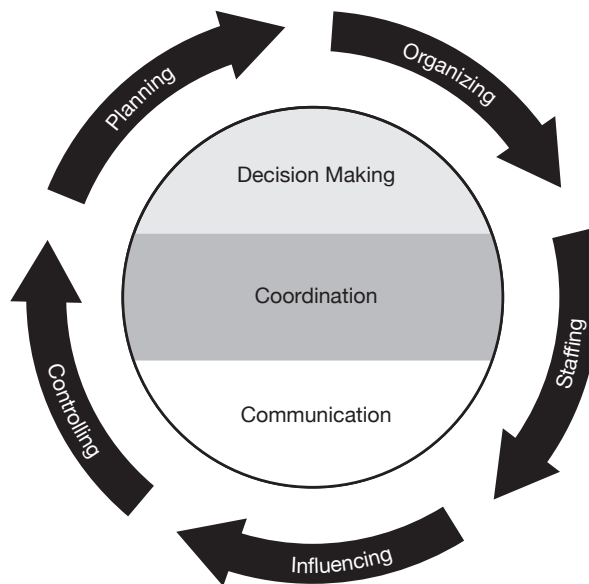 Planning
Organizing
Decision Making
Coordination
Staffing
Communication
Controlling
Influencing